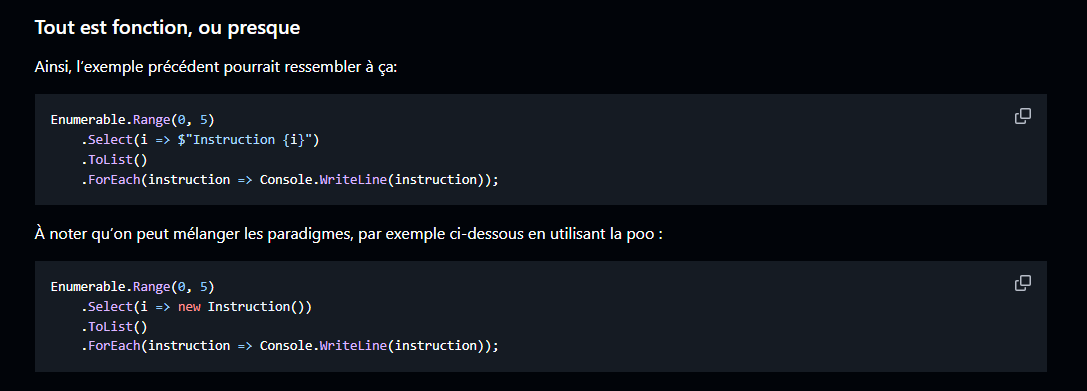 Tout est fonction, ou presque
Ainsi, l'exemple précédent pourrait ressembler à ça:
Enumerable.Range(0, 5)
    .Select(i => $"Instruction {i}")
    .ToList()
    .ForEach(instruction => Console.WriteLine(instruction));
À noter qu'on peut mélanger les paradigmes, par exemple ci-dessous en utilisant la poo :
Enumerable.Range(0, 5)
    .Select(i => new Instruction())
    .ToList()
    .ForEach(instruction => Console.WriteLine(instruction));